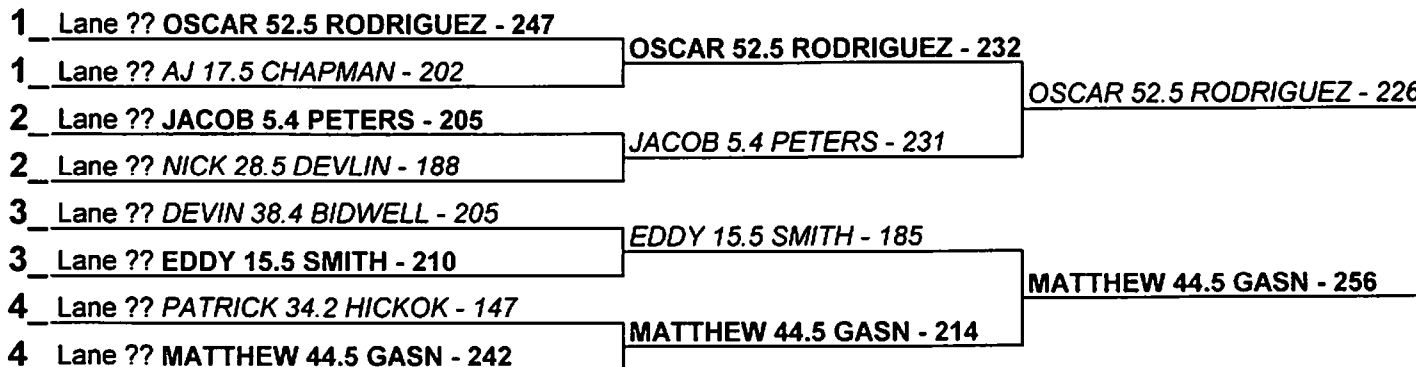 1_ Lane ?? OSCAR 52.5 RODRIGUEZ - 247
1_ Lane ?? AJ 17.5 CHAPMAN - 202
2_ Lane ?? JACOB 5.4 PETERS - 205
2_ Lane ?? NICK 28.5 DEVLIN - 188
3_ Lane ?? DEVIN 38.4 BIDWELL - 205
3_ Lane ?? EDDY 15.5 SMITH - 210
4_ Lane ?? PATRICK 34.2 HICKOK - 147
4 Lane ?? MATTHEW 44.5 GASN - 242
OSCAR 52.5 RODRIGUEZ - 232
JACOB 5.4 PETERS - 231
EDDY 15.5 SMITH - 185
MATTHEW 44.5 GASN - 214
OSCAR 52.5 RODRIGUEZ - 226
MATTHEW 44.5 GASN - 256